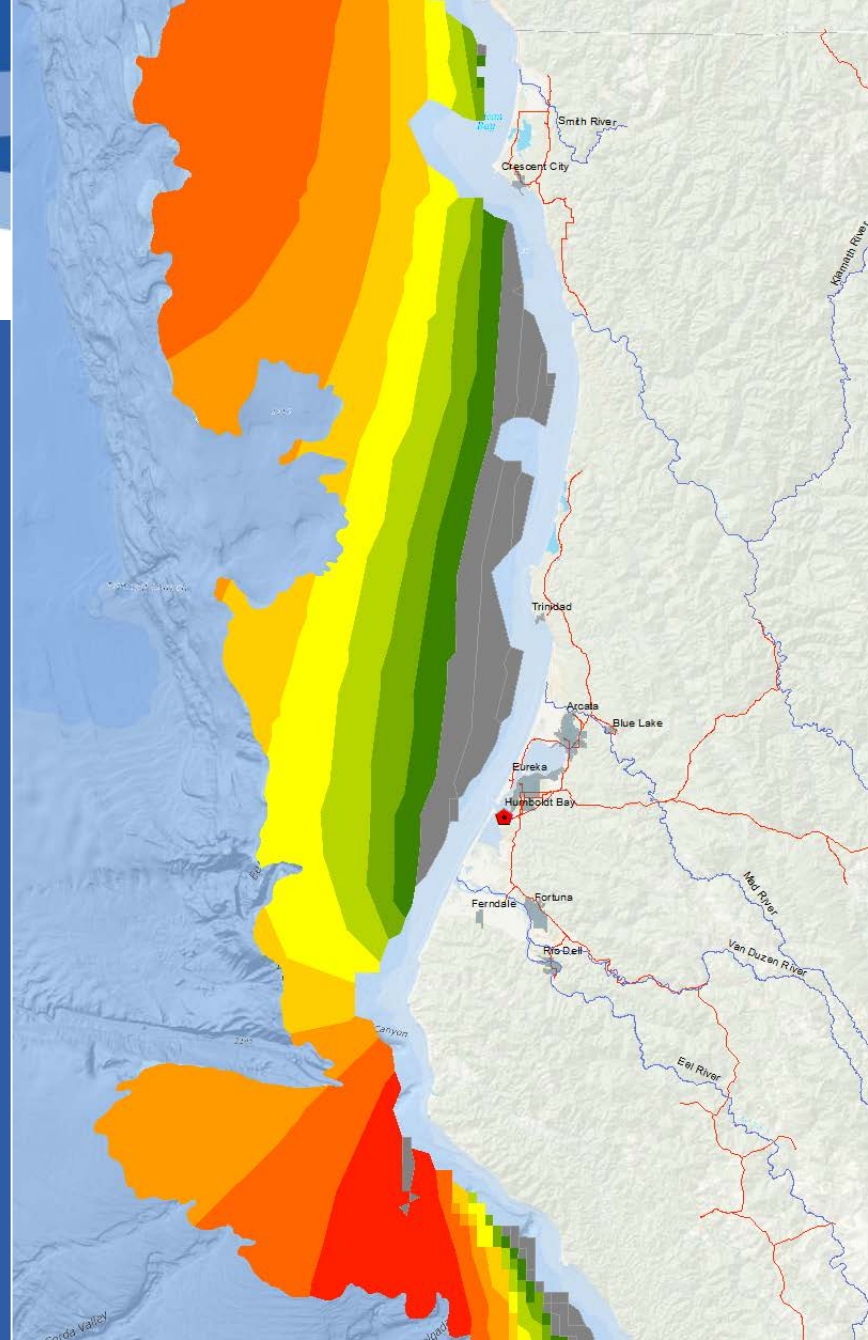 Bay
Smith River
Crescent City
Klamath River
Trinidad
Arcata
Blue Lake
Eureka
Humboldt Bay
Mad River
Ferndale
Fortuna
Rio Dell
Van Duzen River
Canyon
Eel River
Gorda Valley